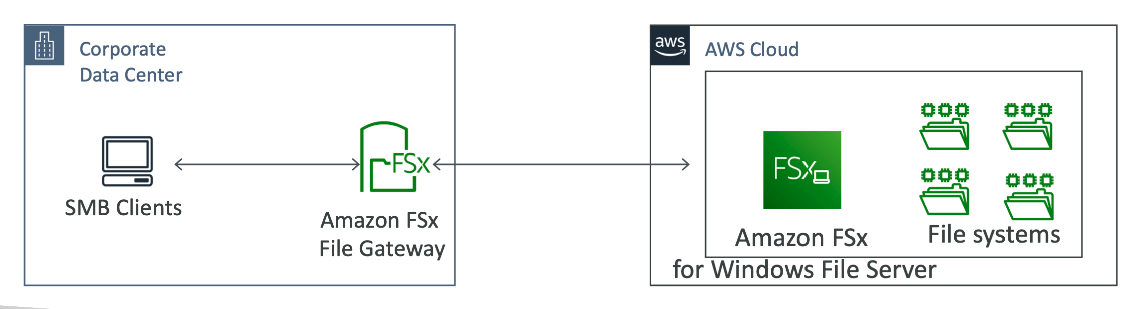 Corporate
Data Center
SMB Clients
FSx
Amazon FSx
File Gateway
aws
AWS Cloud
FSx
Amazon FSx
for Windows File Server
File systems